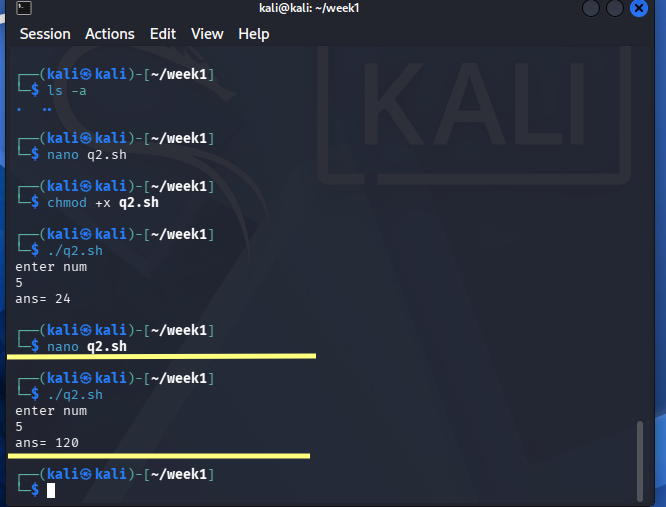 kali@kali: ~/week1
Session Actions Edit View Help
KALI
┌──(kali㉿kali)-[~/week1]
└─$ ls -a
. ..
┌──(kali㉿kali)-[~/week1]
└─$ nano q2.sh
┌──(kali㉿kali)-[~/week1]
└─$ chmod +x q2.sh
┌──(kali㉿kali)-[~/week1]
└─$ ./q2.sh
enter num
5
ans= 24
┌──(kali㉿kali)-[~/week1]
└─$ nano q2.sh
┌──(kali㉿kali)-[~/week1]
└─$ ./q2.sh
enter num
5
ans= 120
┌──(kali㉿kali)-[~/week1]
└─$